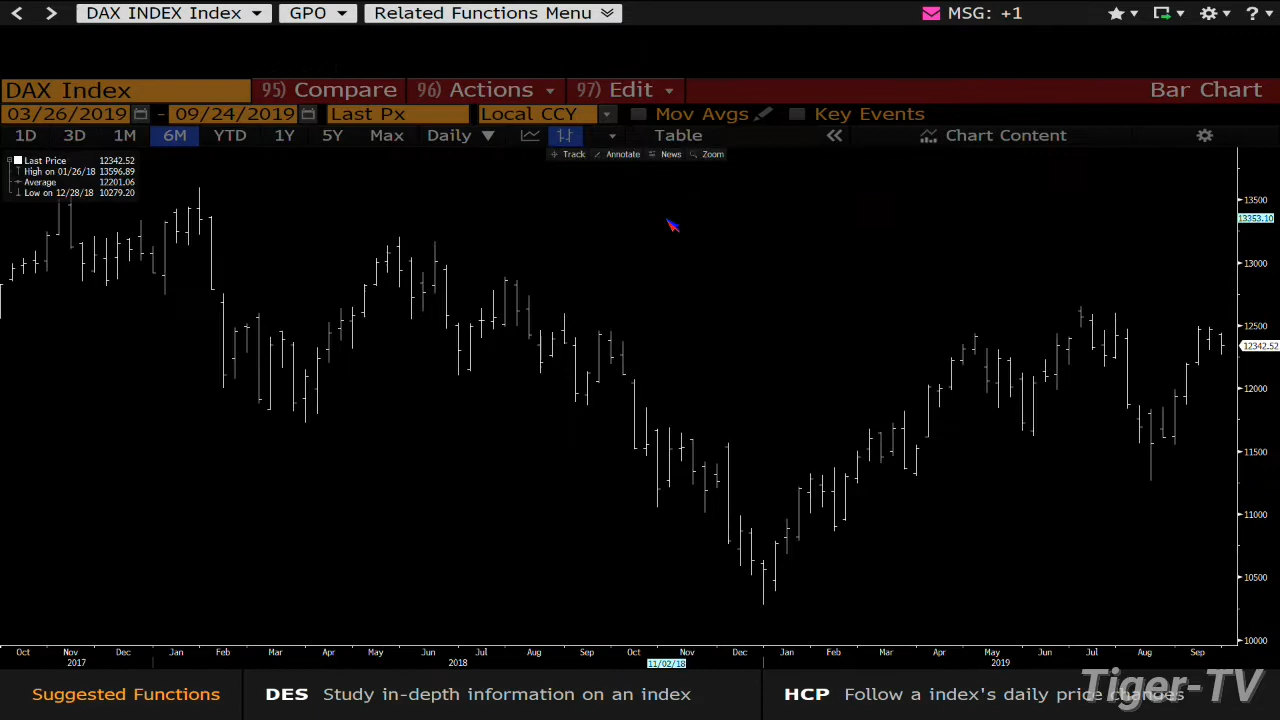 DAX INDEX Index GPO Related Functions Menu MSG: +1 ?
DAX Index 95) Compare 96) Actions 97) Edit Bar Chart
03/26/2019 - 09/24/2019 Last Px Local CCY Mov Avgs Key Events
1D 3D 1M 6M YTD 1Y 5Y Max Daily Table Chart Content
Track Annotate News Zoom
Last Price 12342.52
High on 01/26/18 13596.89
Average 12201.06
Low on 12/28/18 10279.20
13500
13353.10
13000
12500
12342.52
12000
11500
11000
10500
10000
Oct Nov Dec Jan Feb Mar Apr May Jun Jul Aug Sep Oct Nov Dec Jan Feb Mar Apr May Jun Jul Aug Sep
2017 2018 11/02/18 2019
Suggested Functions DES Study in-depth information on an index HCP Follow a index's daily price changes
Tiger-TV